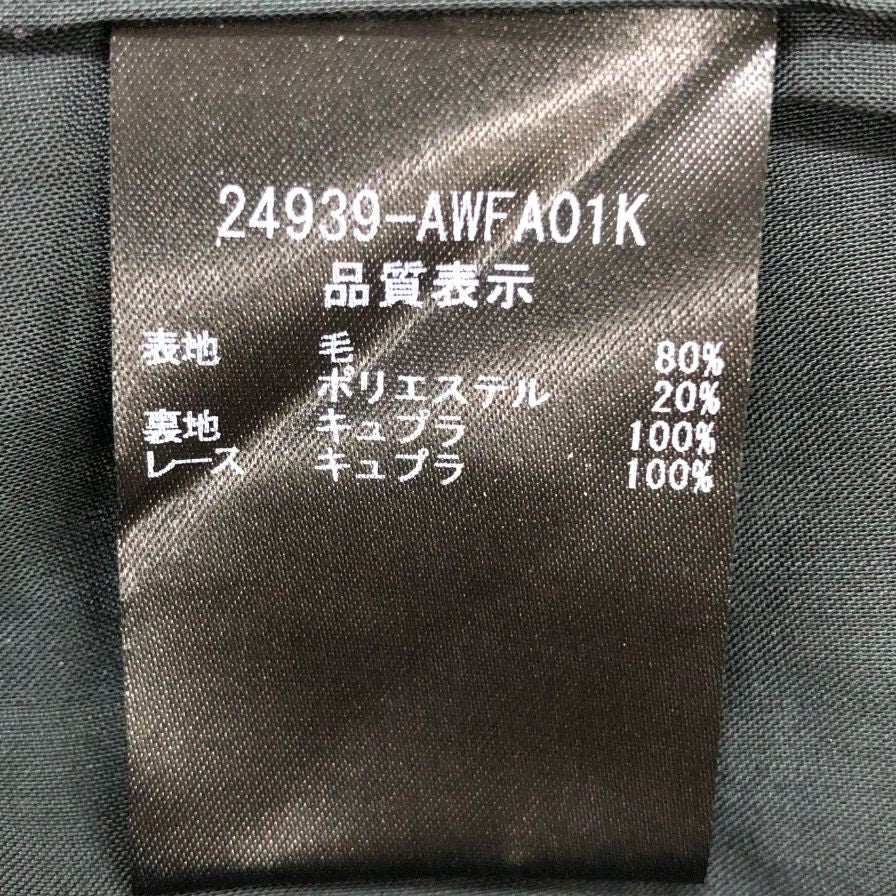 24939-AWFA01K
品質表示
表地 毛 80%
ポリエステル 20%
裏地 キュプラ 100%
レース キュプラ 100%